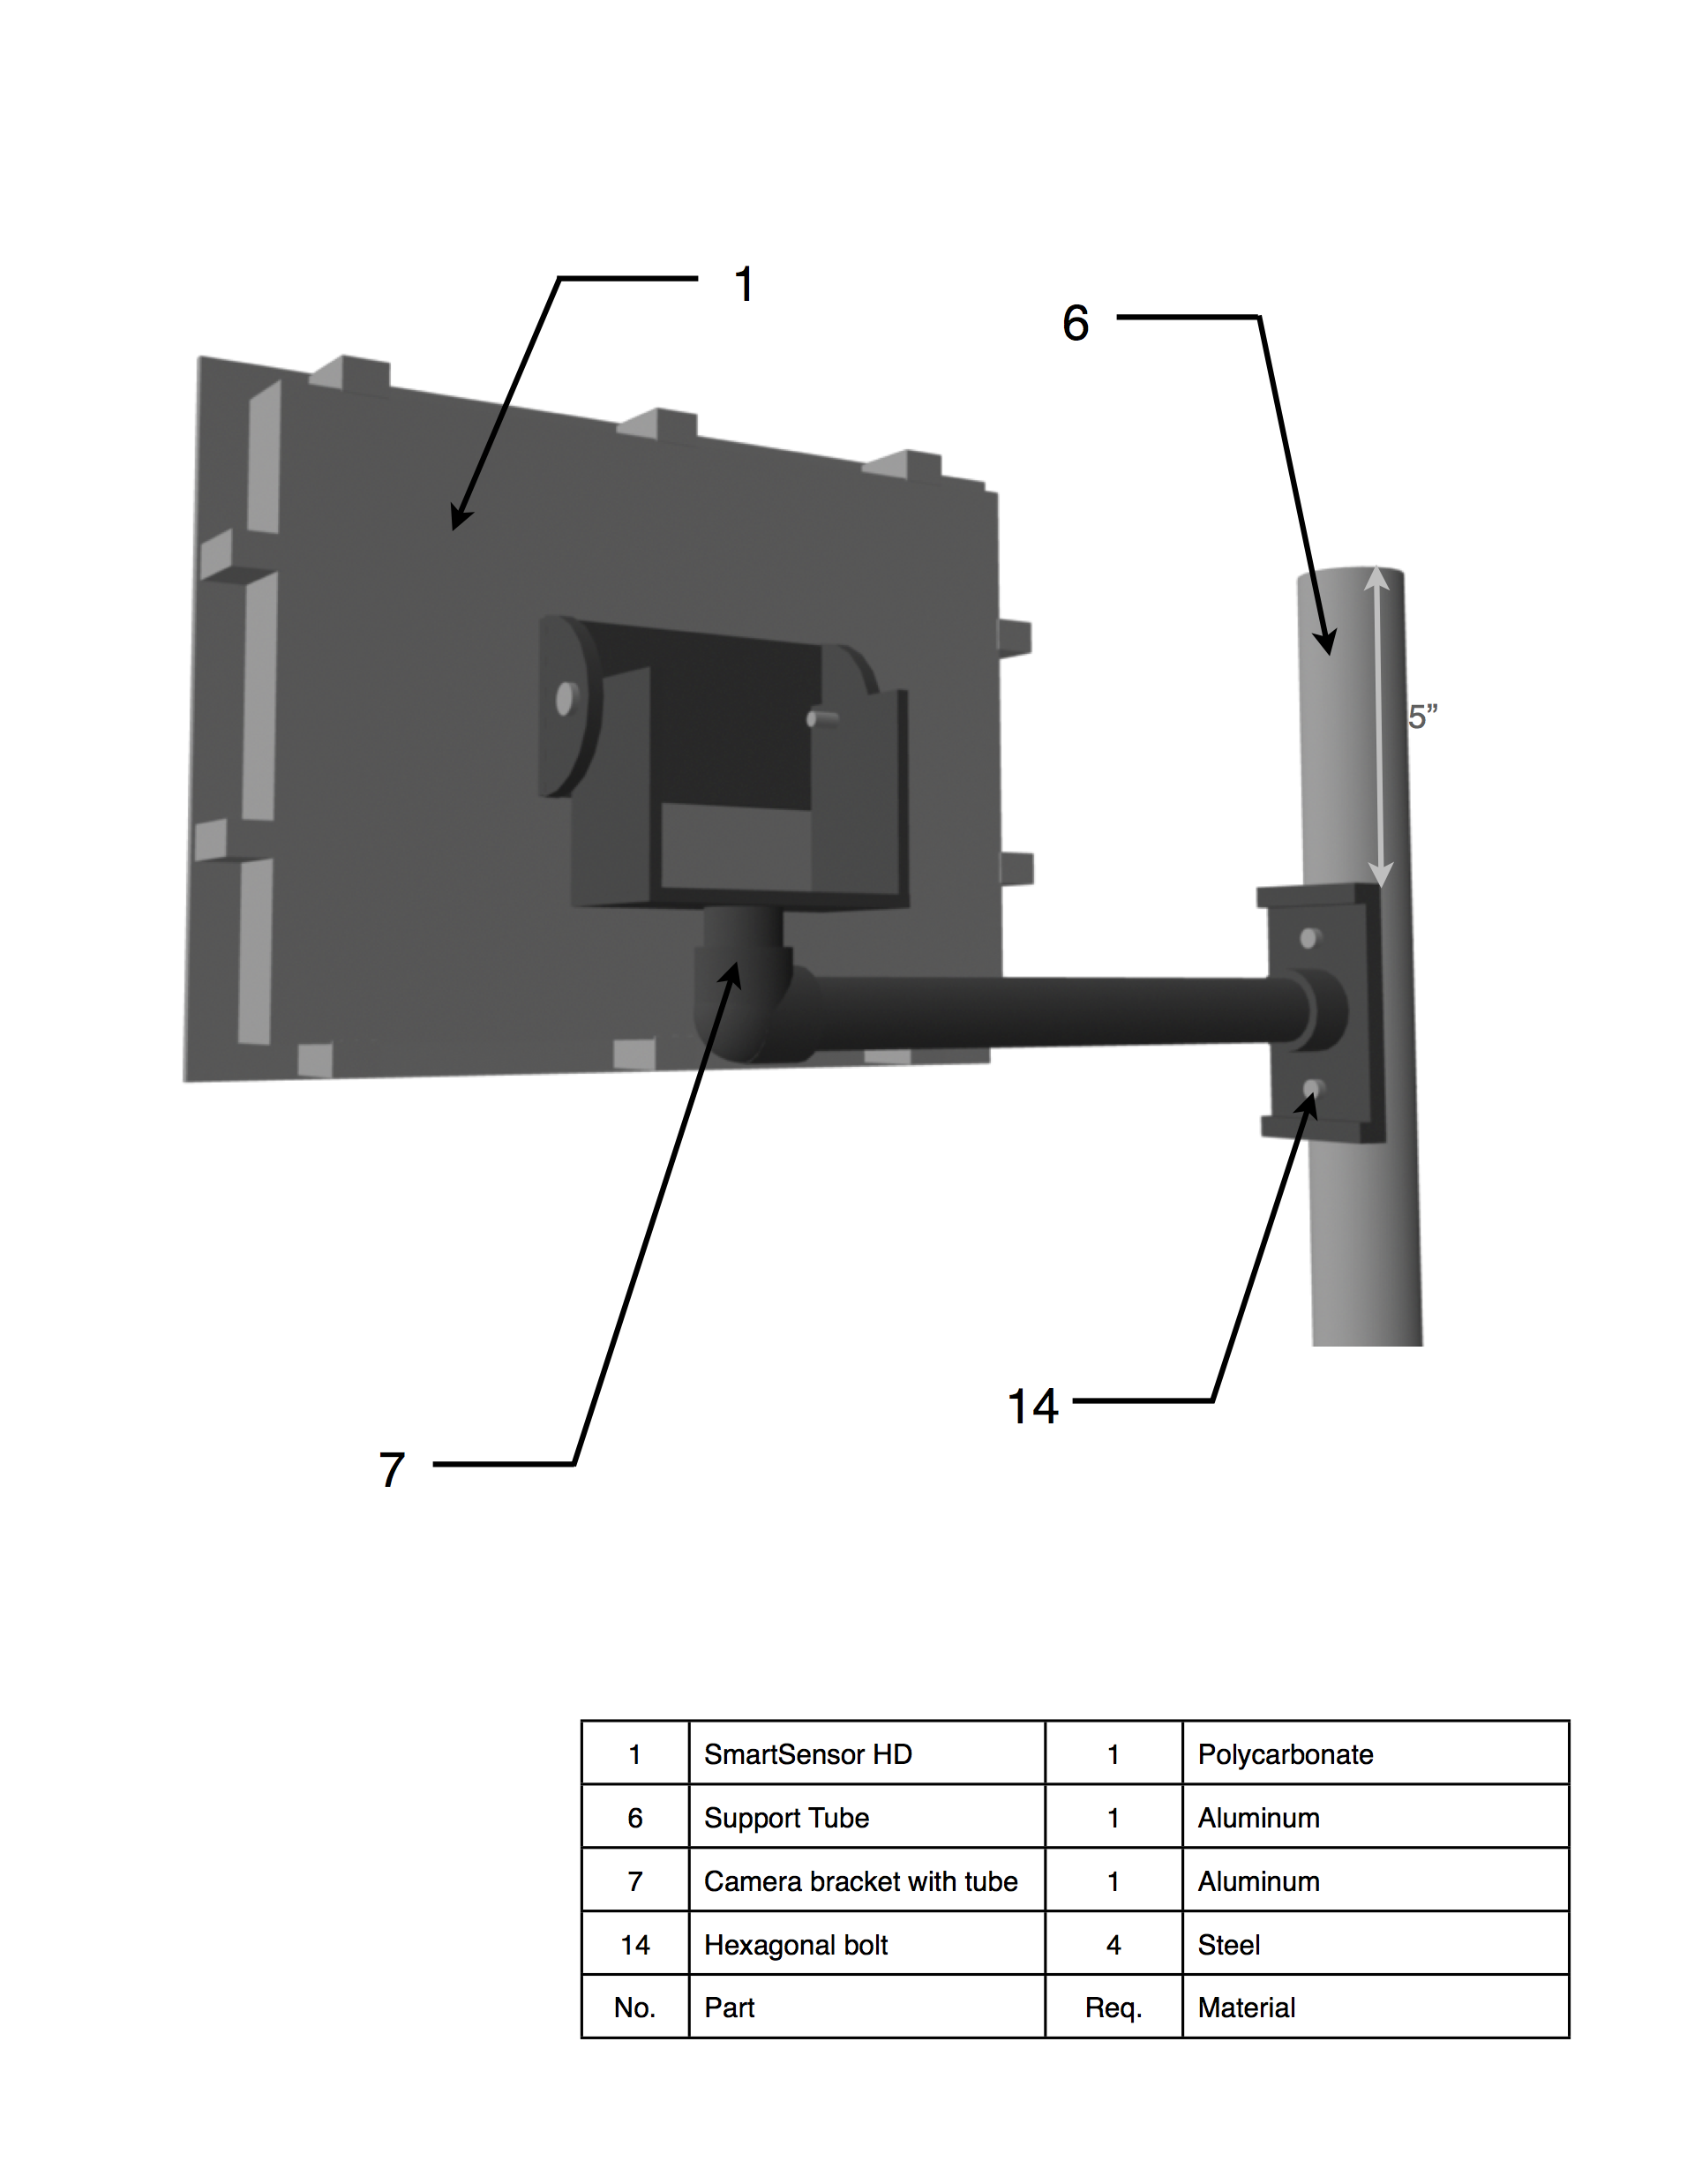 1
6
5”
14
7
1 SmartSensor HD 1 Polycarbonate
6 Support Tube 1 Aluminum
7 Camera bracket with tube 1 Aluminum
14 Hexagonal bolt 4 Steel
No. Part Req. Material